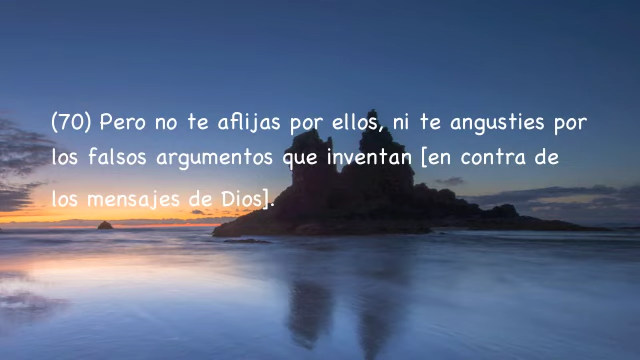 (70) Pero no te aflijas por ellos, ni te angusties por
los falsos argumentos que inventan [en contra de
los mensajes de Dios].